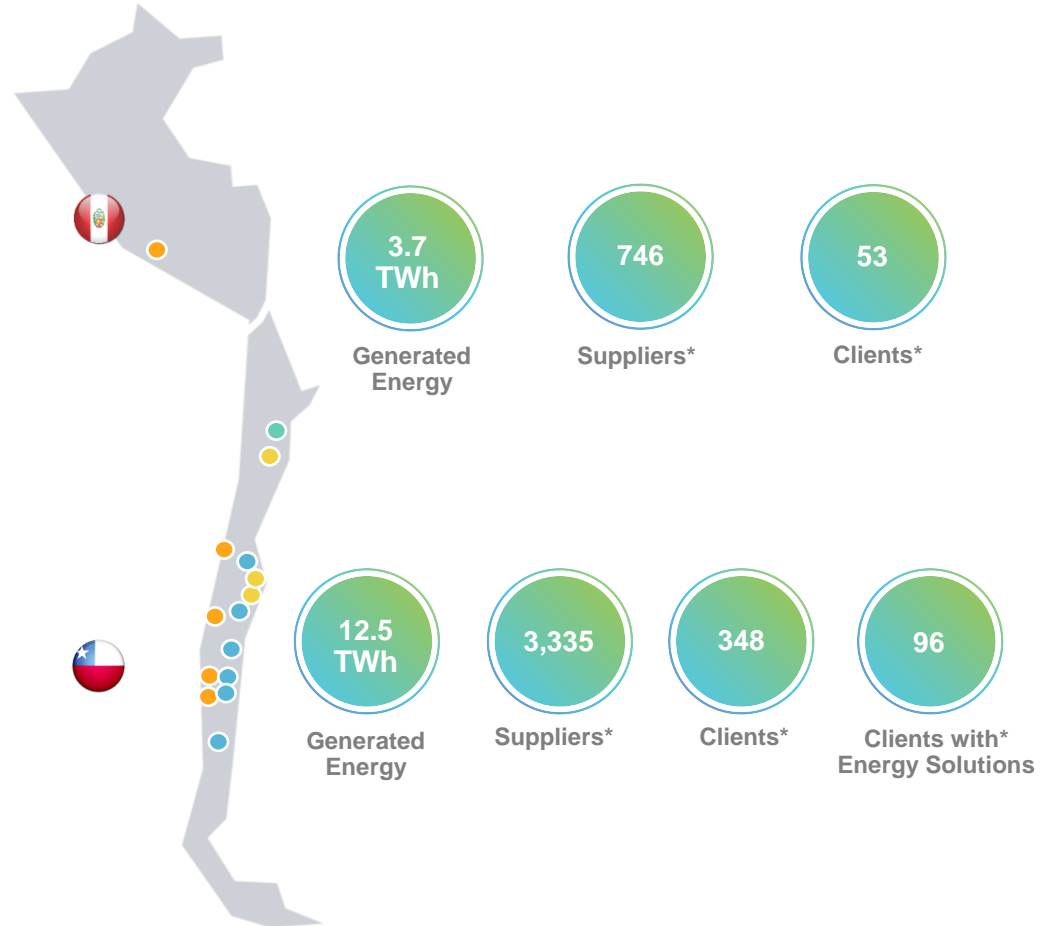 3.7
TWh
746
53
Generated
Energy
Suppliers*
Clients*
12.5
TWh
3,335
348
96
Generated
Energy
Suppliers*
Clients*
Clients with*
Energy Solutions